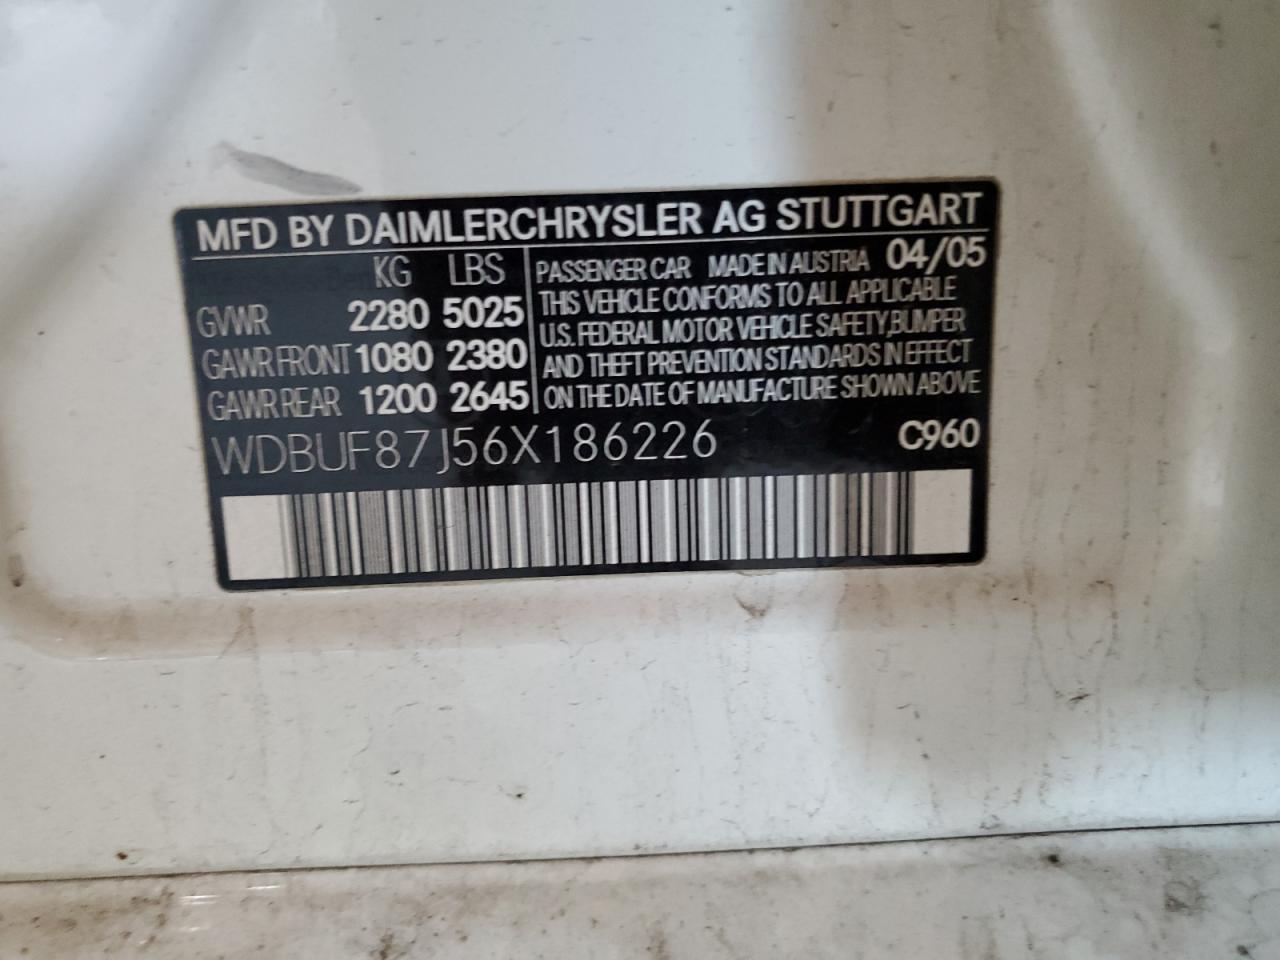 MFD BY DAIMLERCHRYSLER AG STUTTGART
KG LBS
GVWR 2280 5025
GAWR FRONT 1080 2380
GAWR REAR 1200 2645
PASSENGER CAR MADE IN AUSTRIA 04/05
THIS VEHICLE CONFORMS TO ALL APPLICABLE
U.S. FEDERAL MOTOR VEHICLE SAFETY,BUMPER
AND THEFT PREVENTION STANDARDS IN EFFECT
ON THE DATE OF MANUFACTURE SHOWN ABOVE
WDBUF87J56X186226 C960